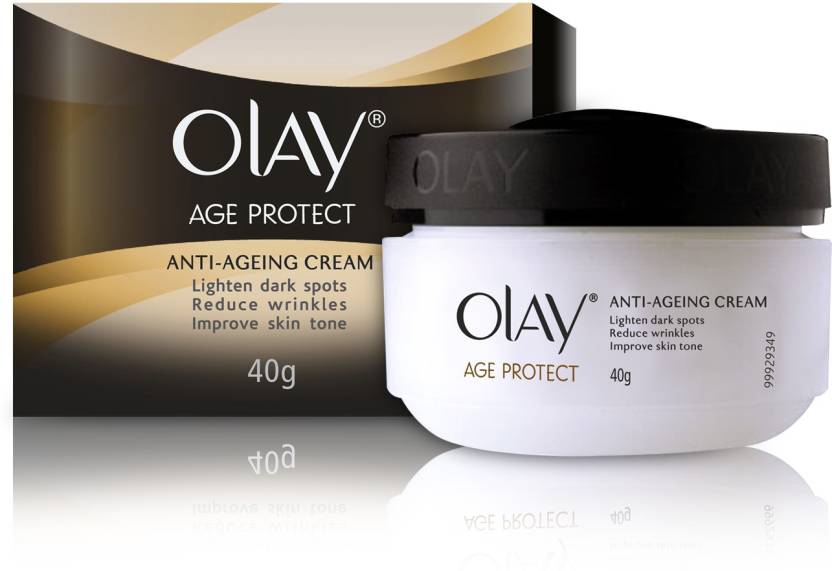 OLAY®
AGE PROTECT
ANTI-AGEING CREAM
Lighten dark spots
Reduce wrinkles
Improve skin tone
40g
OLAY
OLAY
OLAY®
AGE PROTECT
ANTI-AGEING CREAM
Lighten dark spots
Reduce wrinkles
Improve skin tone
40g
99929349